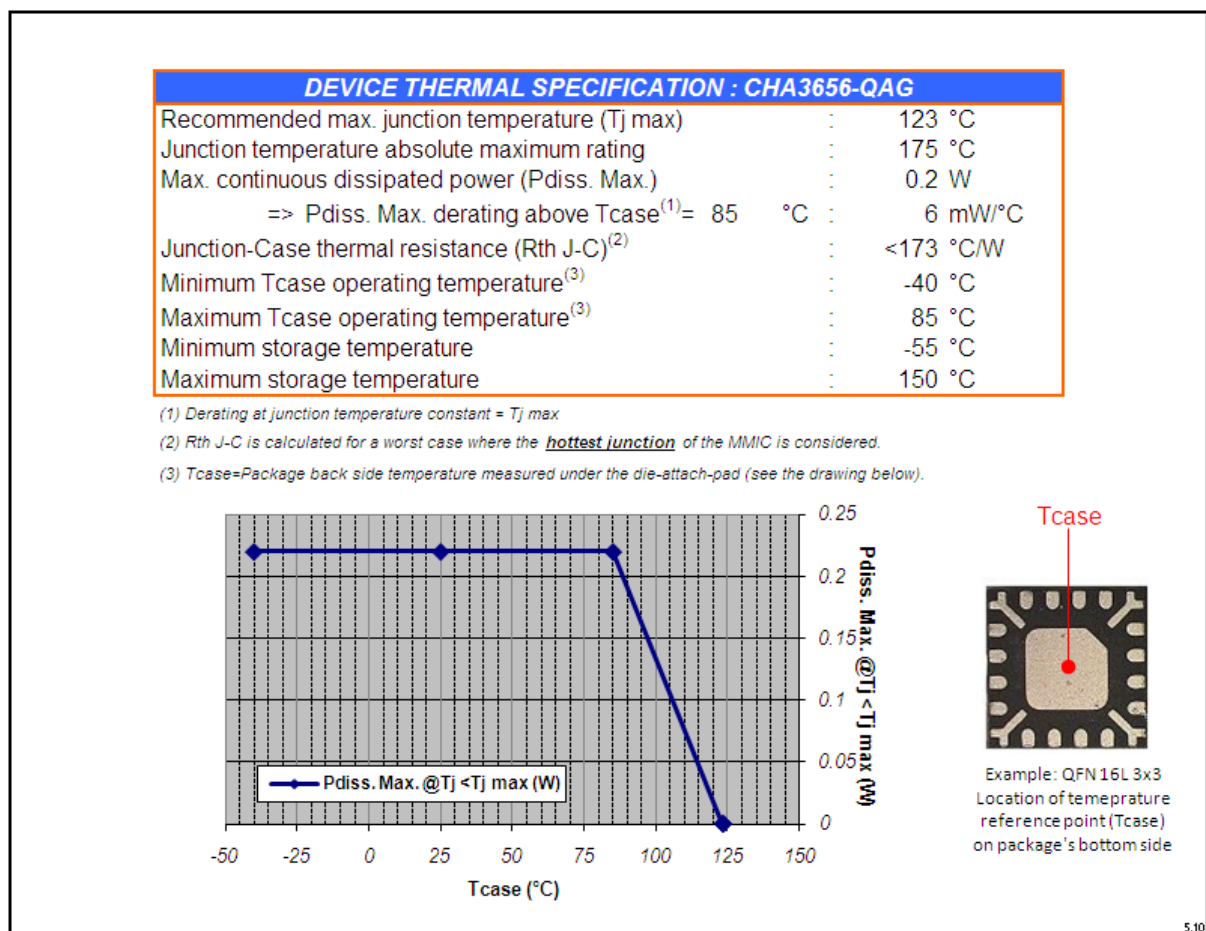 DEVICE THERMAL SPECIFICATION : CHA3656-QAG
Recommended max. junction temperature (Tj max) : 123 °C
Junction temperature absolute maximum rating : 175 °C
Max. continuous dissipated power (Pdiss. Max.) : 0.2 W
=> Pdiss. Max. derating above Tcase(1)= 85 °C : 6 mW/°C
Junction-Case thermal resistance (Rth J-C)(2) : <173 °C/W
Minimum Tcase operating temperature(3) : -40 °C
Maximum Tcase operating temperature(3) : 85 °C
Minimum storage temperature : -55 °C
Maximum storage temperature : 150 °C
(1) Derating at junction temperature constant = Tj max
(2) Rth J-C is calculated for a worst case where the hottest junction of the MMIC is considered.
(3) Tcase=Package back side temperature measured under the die-attach-pad (see the drawing below).
0.25
0.2
0.15
0.1
0.05
0
Pdiss. Max. @Tj <Tj max (W)
Pdiss. Max. @Tj <Tj max (W)
-50 -25 0 25 50 75 100 125 150
Tcase (°C)
Tcase
Example: QFN 16L 3x3
Location of temeprature
reference point (Tcase)
on package's bottom side
5.10